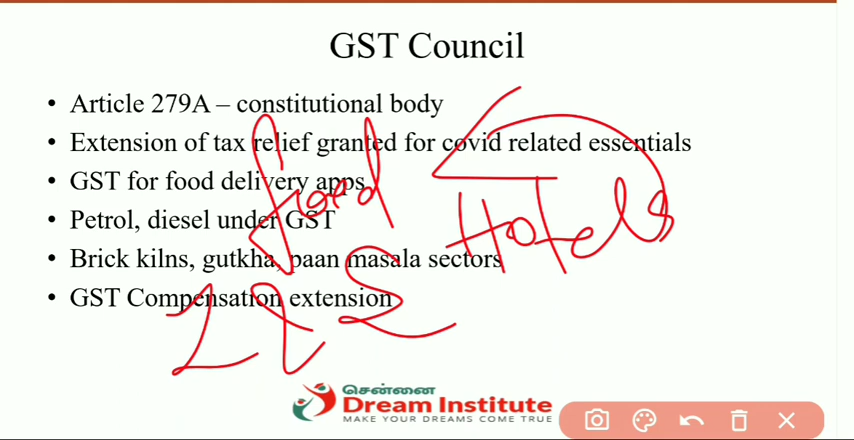 GST Council
• Article 279A – constitutional body
• Extension of tax relief granted for covid related essentials
• GST for food delivery apps
• Petrol, diesel under GST
• Brick kilns, gutkha, paan masala sectors
• GST Compensation extension
food
Hotels
சென்னை
Dream Institute
MAKE YOUR DREAMS COME TRUE